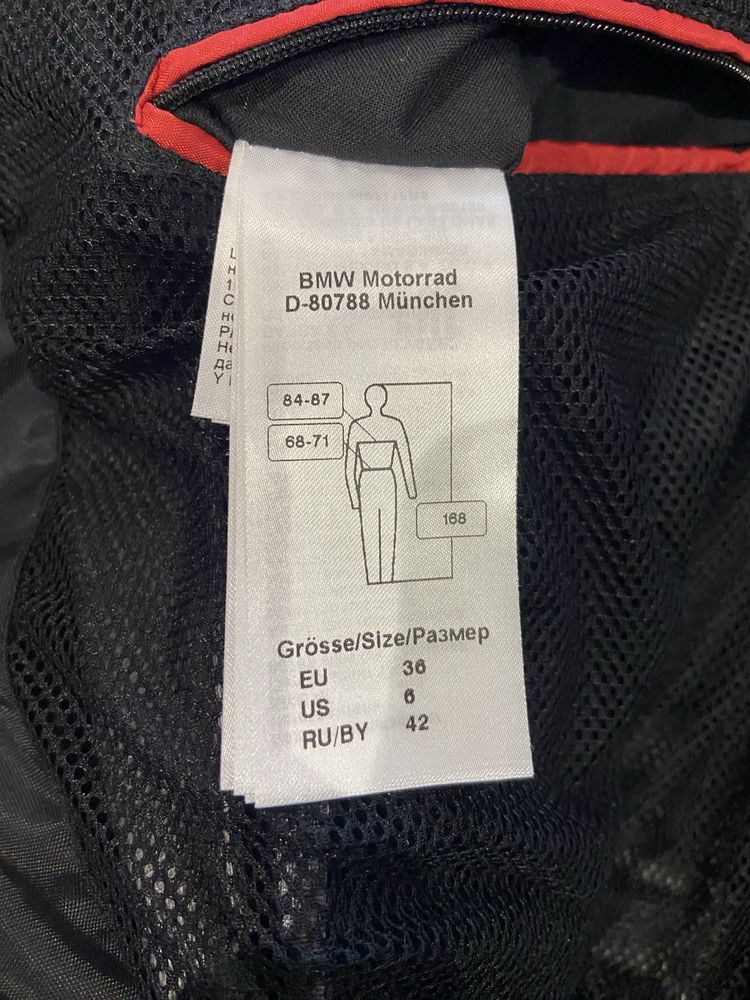 BMW Motorrad
D-80788 München
84-87
68-71
168
Grösse/Size/Размер
EU 36
US 6
RU/BY 42